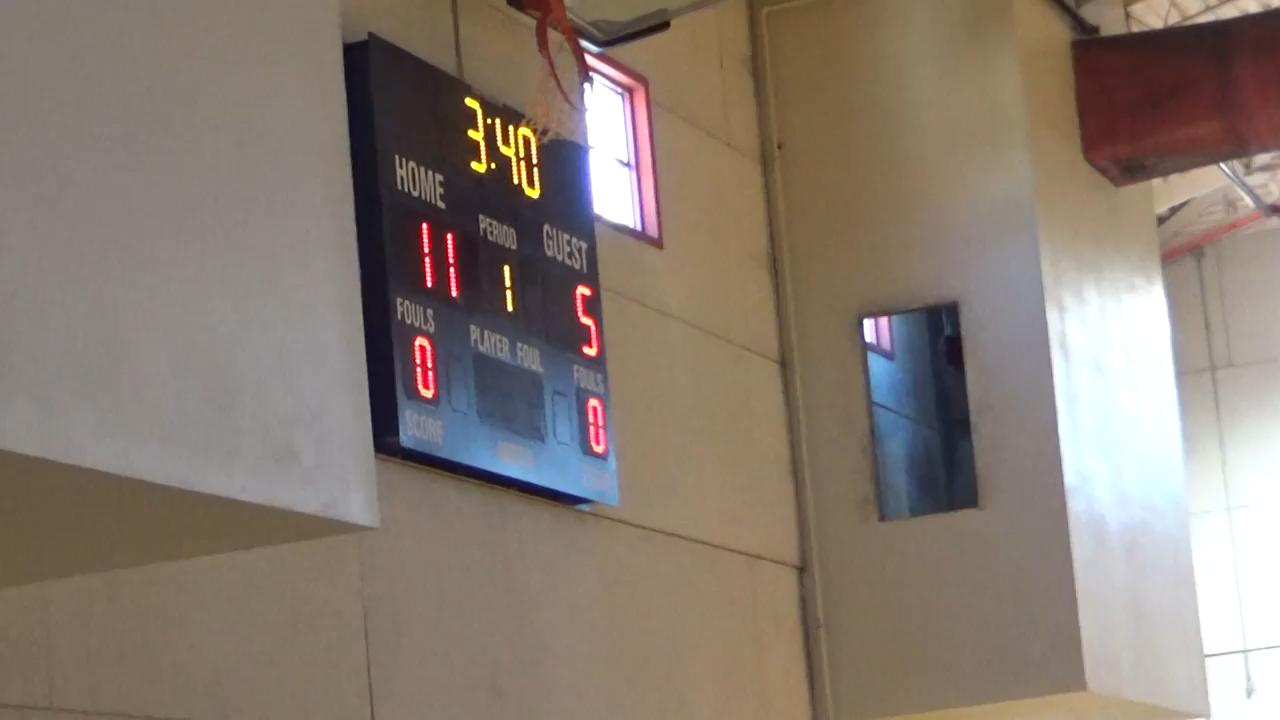 3:40
HOME
PERIOD
GUEST
11
1
5
FOULS
PLAYER FOUL
FOULS
0
0
SCORE